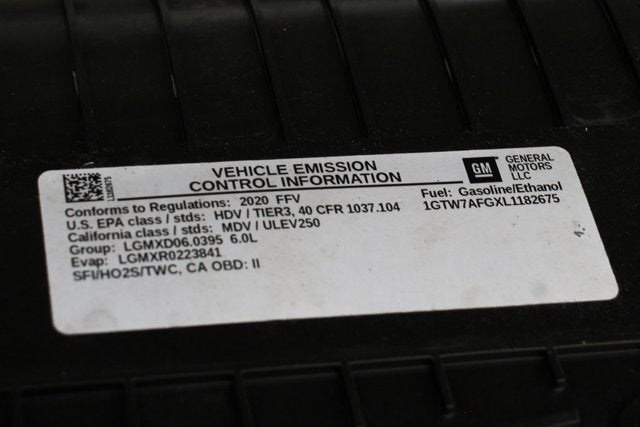 VEHICLE EMISSION
CONTROL INFORMATION
GM
GENERAL
MOTORS
LLC
L1182675
Conforms to Regulations: 2020 FFV
U.S. EPA class / stds: HDV / TIER3, 40 CFR 1037.104
California class / stds: MDV / ULEV250
Group: LGMXD06.0395 6.0L
Evap: LGMXR0223841
SFI/HO2S/TWC, CA OBD: II
Fuel: Gasoline/Ethanol
1GTW7AFGXL1182675